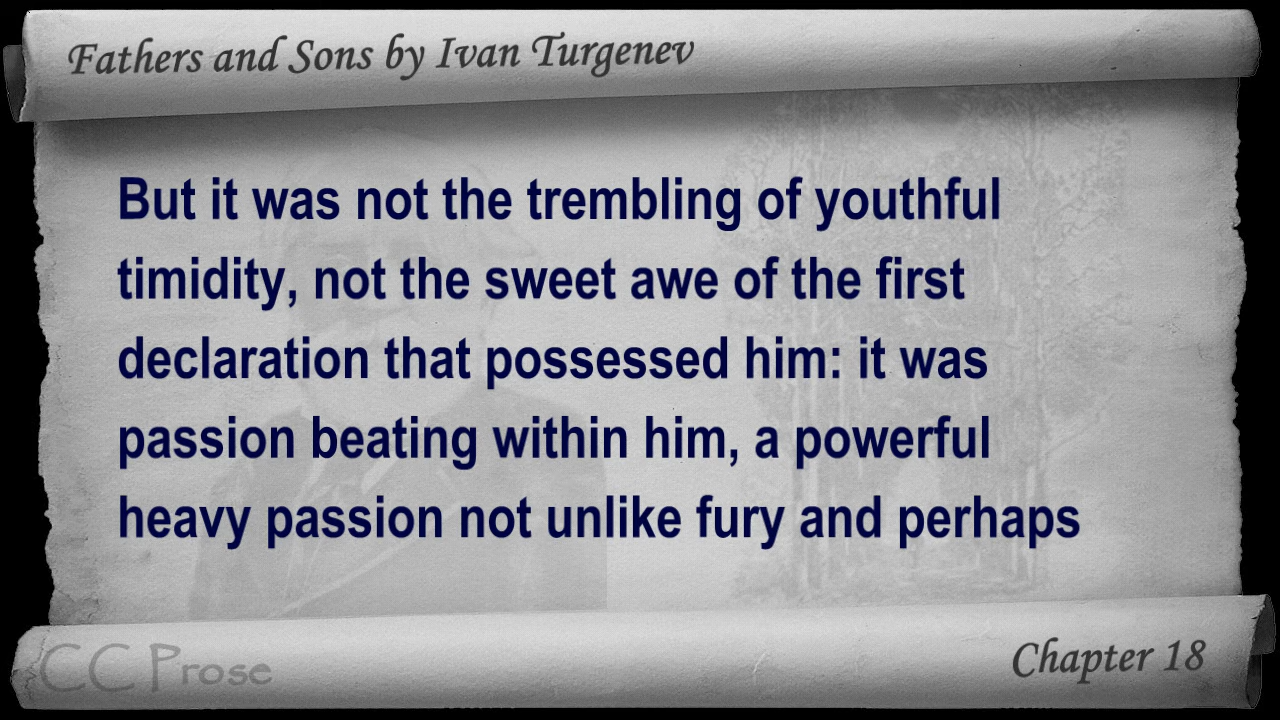 Fathers and Sons by Ivan Turgenev
But it was not the trembling of youthful
timidity, not the sweet awe of the first
declaration that possessed him: it was
passion beating within him, a powerful
heavy passion not unlike fury and perhaps
CC Prose
Chapter 18